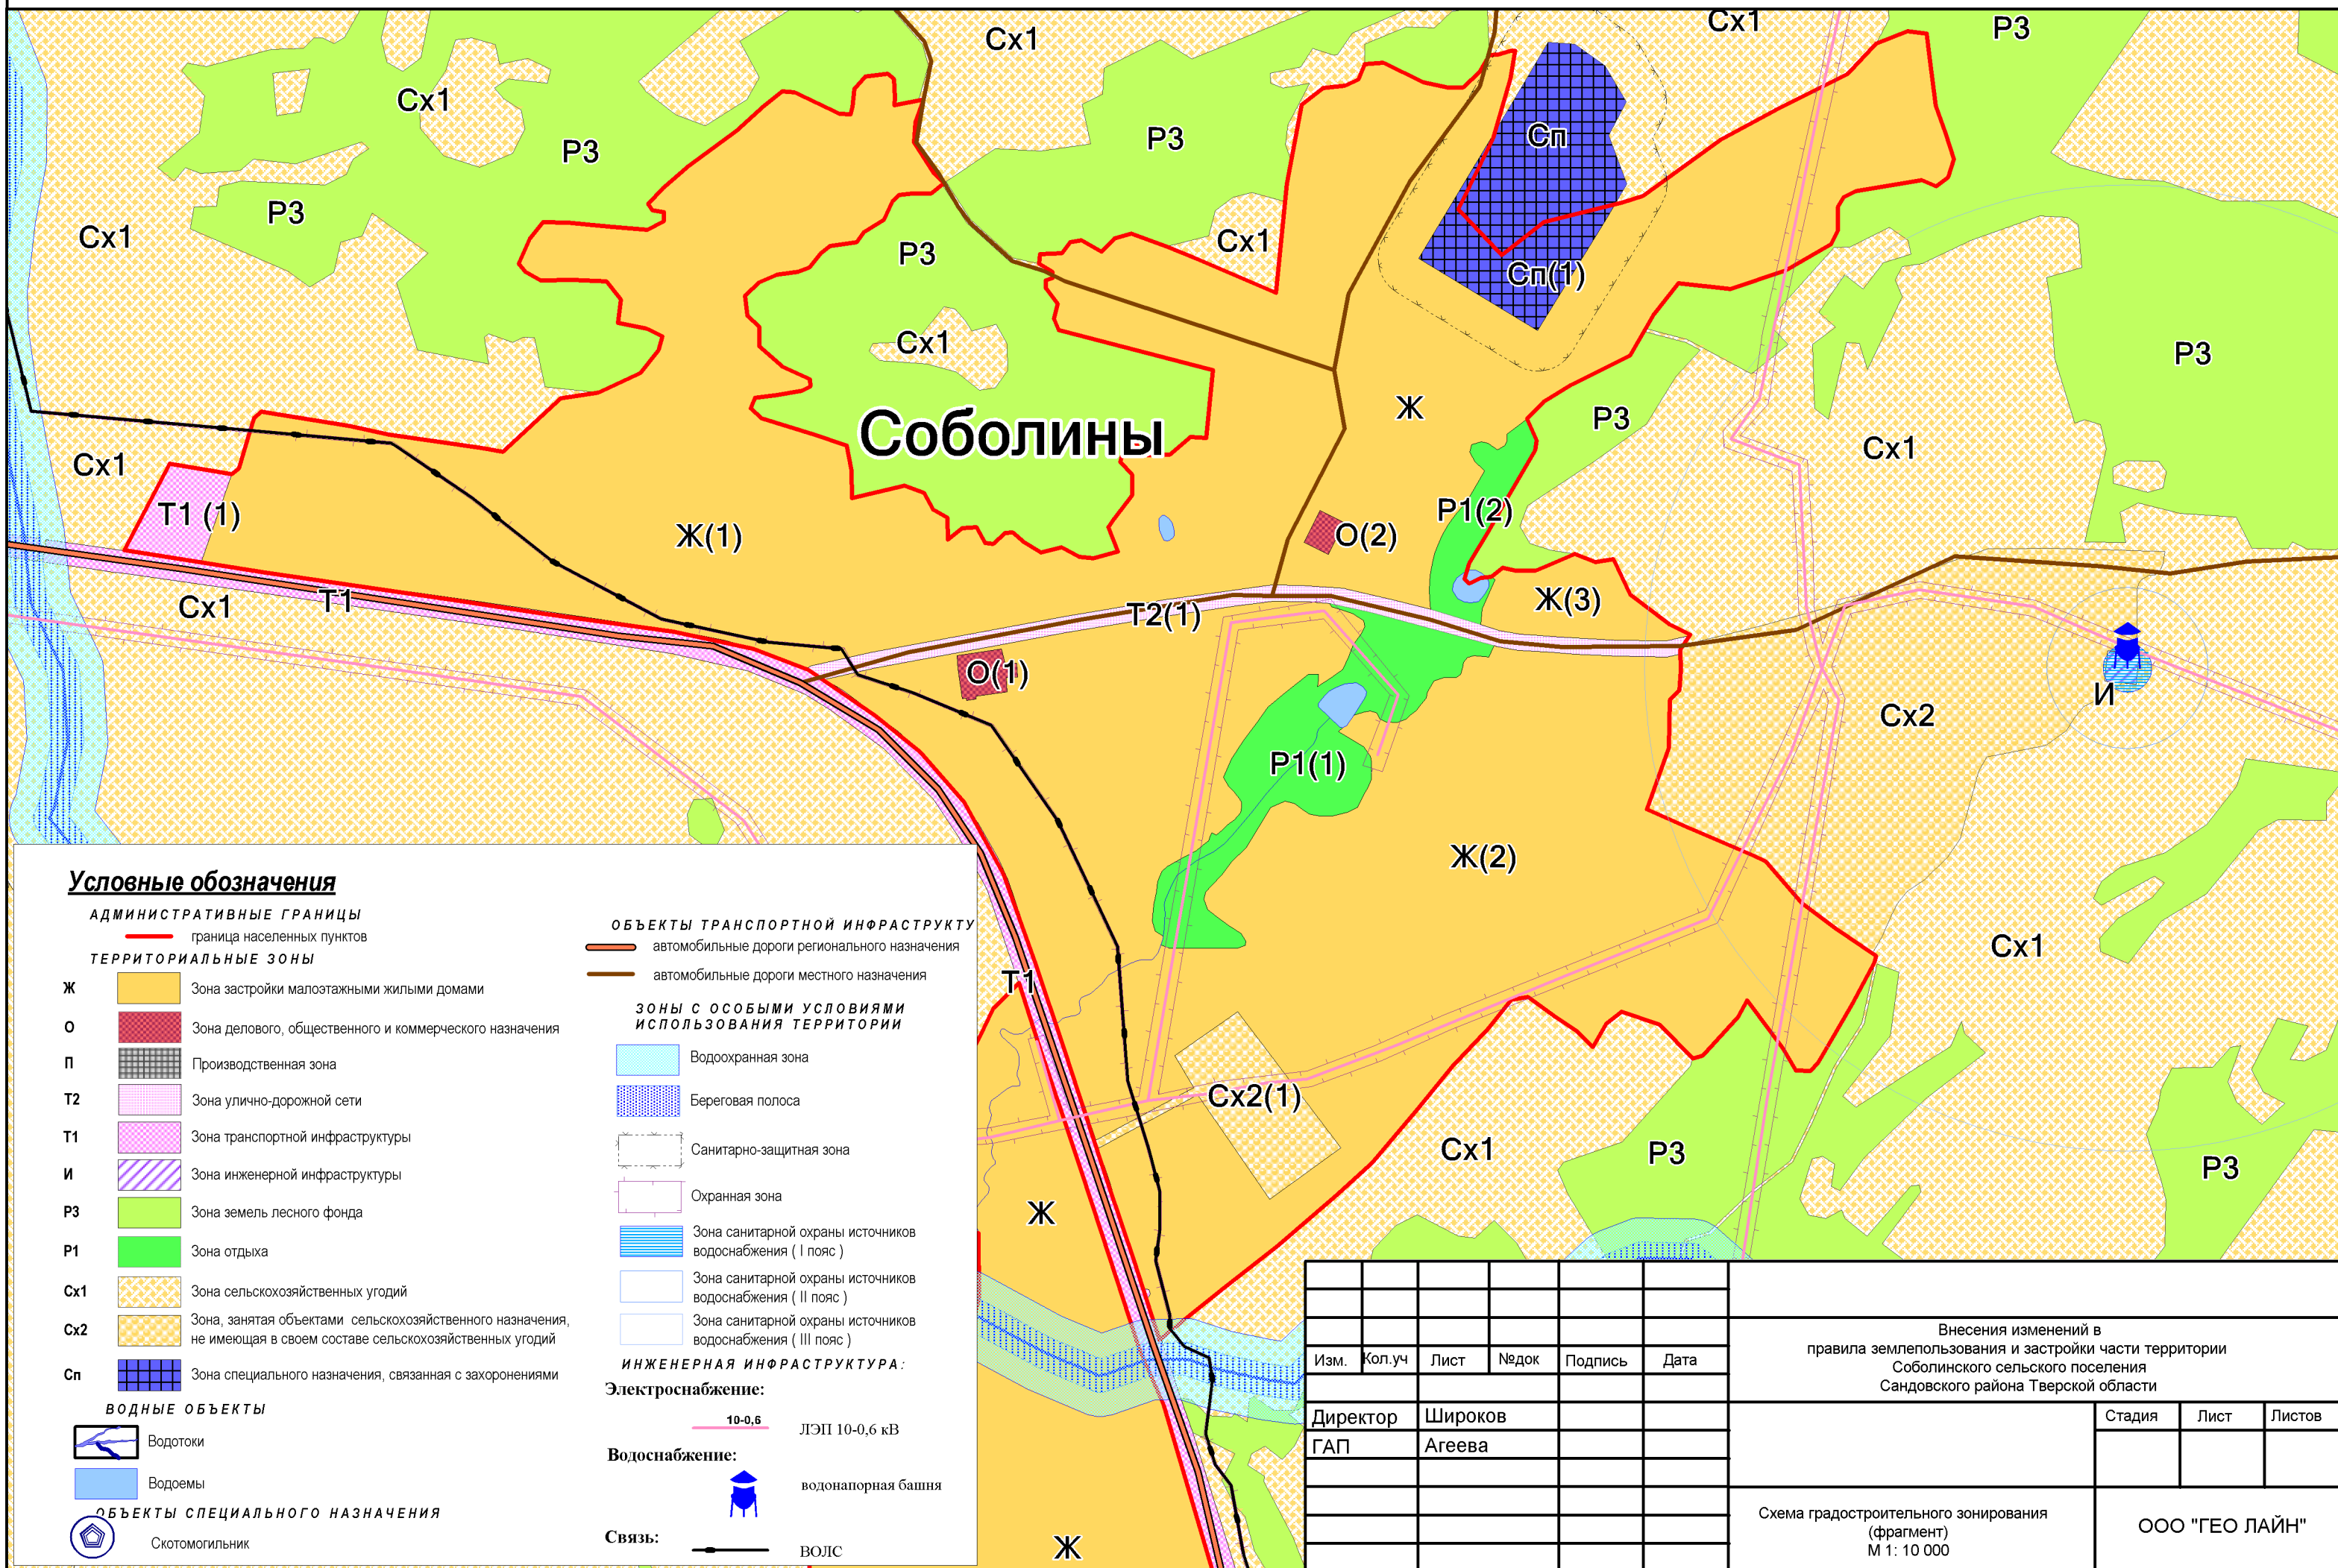 Сх1
Сх1
Р3
Сх1
Р3
Р3
Сп
Р3
Сх1
Р3
Сх1
Сп(1)
Сх1
Р3
Ж
Р3
Соболины
Сх1
Сх1
Т1 (1)
Ж(1)
О(2)
Р1(2)
Сх1
Т1
Т2(1)
Ж(3)
О(1)
И
Сх2
Р1(1)
Ж(2)
Сх1
Т1
Сх2(1)
Сх1
Р3
Р3
Ж
Ж
Условные обозначения
АДМИНИСТРАТИВНЫЕ ГРАНИЦЫ
граница населенных пунктов
ТЕРРИТОРИАЛЬНЫЕ ЗОНЫ
Ж Зона застройки малоэтажными жилыми домами
О Зона делового, общественного и коммерческого назначения
П Производственная зона
Т2 Зона улично-дорожной сети
Т1 Зона транспортной инфраструктуры
И Зона инженерной инфраструктуры
Р3 Зона земель лесного фонда
Р1 Зона отдыха
Сх1 Зона сельскохозяйственных угодий
Сх2 Зона, занятая объектами сельскохозяйственного назначения,
не имеющая в своем составе сельскохозяйственных угодий
Сп Зона специального назначения, связанная с захоронениями
ВОДНЫЕ ОБЪЕКТЫ
Водотоки
Водоемы
ОБЪЕКТЫ СПЕЦИАЛЬНОГО НАЗНАЧЕНИЯ
Скотомогильник
ОБЪЕКТЫ ТРАНСПОРТНОЙ ИНФРАСТРУКТУ
автомобильные дороги регионального назначения
автомобильные дороги местного назначения
ЗОНЫ С ОСОБЫМИ УСЛОВИЯМИ
ИСПОЛЬЗОВАНИЯ ТЕРРИТОРИИ
Водоохранная зона
Береговая полоса
Санитарно-защитная зона
Охранная зона
Зона санитарной охраны источников
водоснабжения ( I пояс )
Зона санитарной охраны источников
водоснабжения ( II пояс )
Зона санитарной охраны источников
водоснабжения ( III пояс )
ИНЖЕНЕРНАЯ ИНФРАСТРУКТУРА:
Электроснабжение:
10-0,6 ЛЭП 10-0,6 кВ
Водоснабжение:
водонапорная башня
Связь:
ВОЛС
Изм. Кол.уч Лист №док Подпись Дата
Директор Широков
ГАП Агеева
Внесения изменений в
правила землепользования и застройки части территории
Соболинского сельского поселения
Сандовского района Тверской области
Стадия Лист Листов
Схема градостроительного зонирования
(фрагмент)
М 1: 10 000
ООО "ГЕО ЛАЙН"